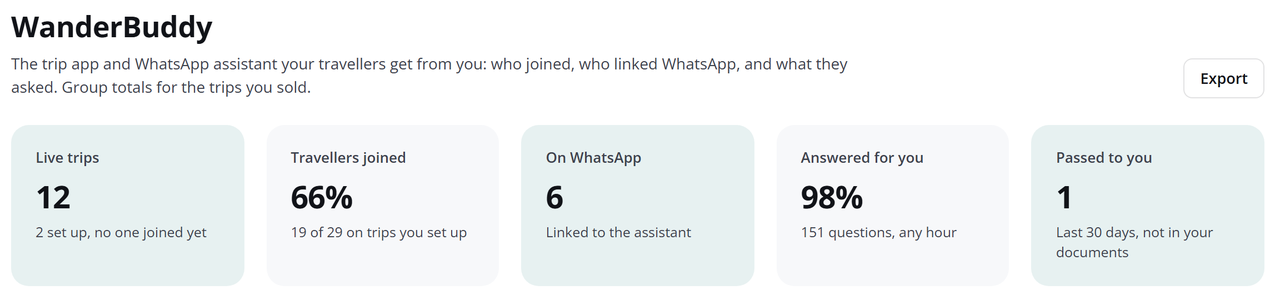 WanderBuddy
The trip app and WhatsApp assistant your travellers get from you: who joined, who linked WhatsApp, and what they
asked. Group totals for the trips you sold.
Export
Live trips
12
2 set up, no one joined yet
Travellers joined
66%
19 of 29 on trips you set up
On WhatsApp
6
Linked to the assistant
Answered for you
98%
151 questions, any hour
Passed to you
1
Last 30 days, not in your
documents